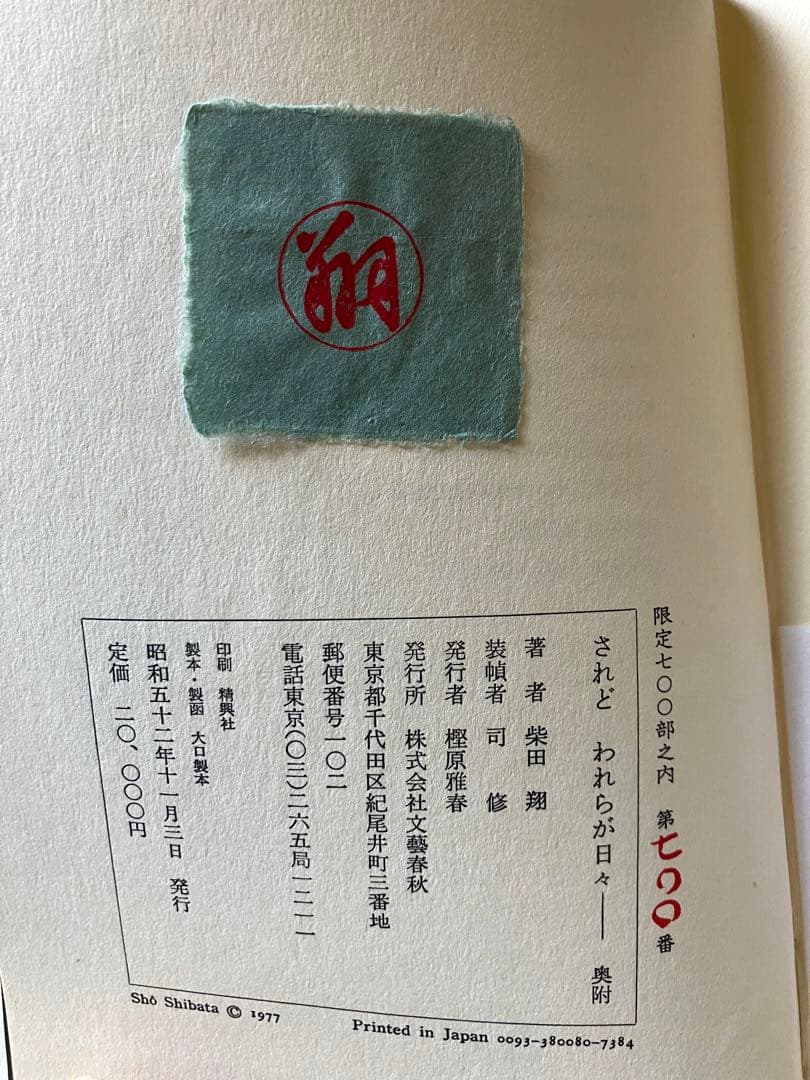 翔
限定七〇〇部之内　第七〇〇番
されど　われらが日々――　奥附
著　者　柴田　翔
装幀者　司　修
発行者　樫原雅春
発行所　株式会社文藝春秋
東京都千代田区紀尾井町三番地
郵便番号一〇二
電話東京(〇三)二六五局一二一一
印刷　精興社
製本・製函　大口製本
昭和五十二年十一月三日　発行
定価　二〇、〇〇〇円
Shô Shibata © 1977
Printed in Japan 0093-380080-7384